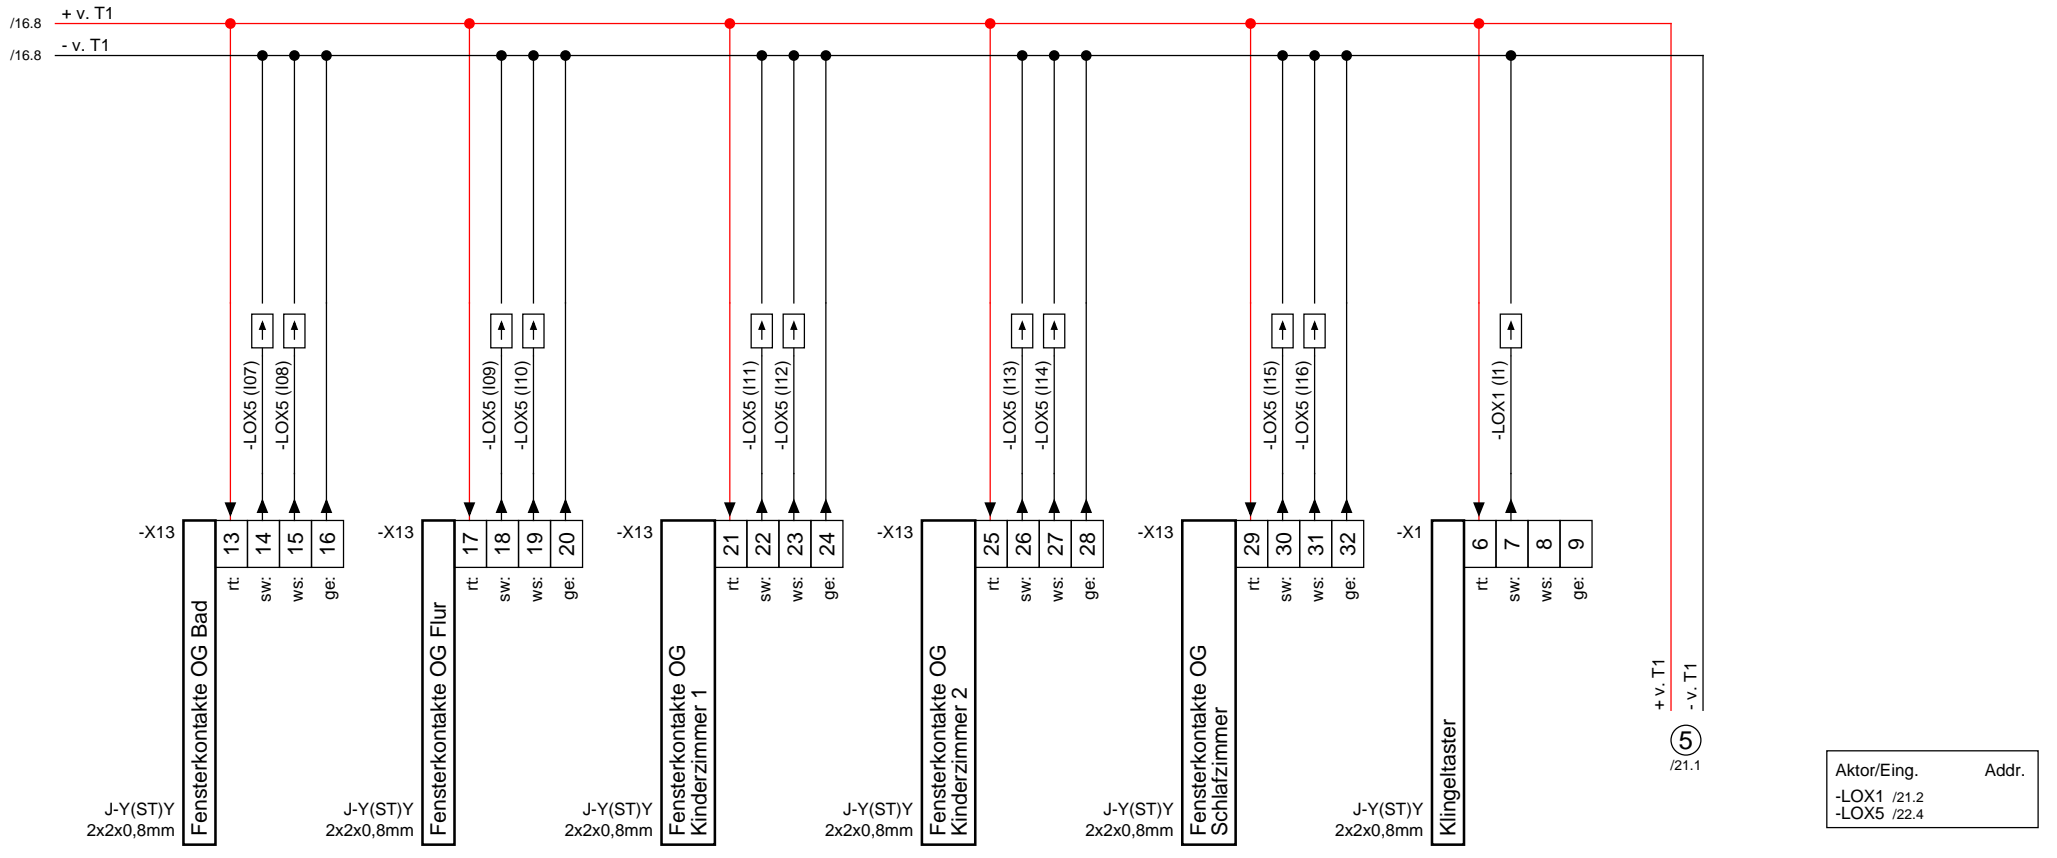 /16.8
+ v. T1
/16.8
- v. T1
-LOX5 (I07)
-LOX5 (I08)
-LOX5 (I09)
-LOX5 (I10)
-LOX5 (I11)
-LOX5 (I12)
-LOX5 (I13)
-LOX5 (I14)
-LOX5 (I15)
-LOX5 (I16)
-LOX1 (I1)
-X13
13
14
15
16
rt:
sw:
ws:
ge:
Fensterkontakte OG Bad
J-Y(ST)Y
2x2x0,8mm
-X13
17
18
19
20
rt:
sw:
ws:
ge:
Fensterkontakte OG Flur
J-Y(ST)Y
2x2x0,8mm
-X13
21
22
23
24
rt:
sw:
ws:
ge:
Fensterkontakte OG
Kinderzimmer 1
J-Y(ST)Y
2x2x0,8mm
-X13
25
26
27
28
rt:
sw:
ws:
ge:
Fensterkontakte OG
Kinderzimmer 2
J-Y(ST)Y
2x2x0,8mm
-X13
29
30
31
32
rt:
sw:
ws:
ge:
Fensterkontakte OG
Schlafzimmer
J-Y(ST)Y
2x2x0,8mm
-X1
6
7
8
9
rt:
sw:
ws:
ge:
Klingeltaster
J-Y(ST)Y
2x2x0,8mm
+ v. T1
- v. T1
5
/21.1
Aktor/Eing. Addr.
-LOX1 /21.2
-LOX5 /22.4